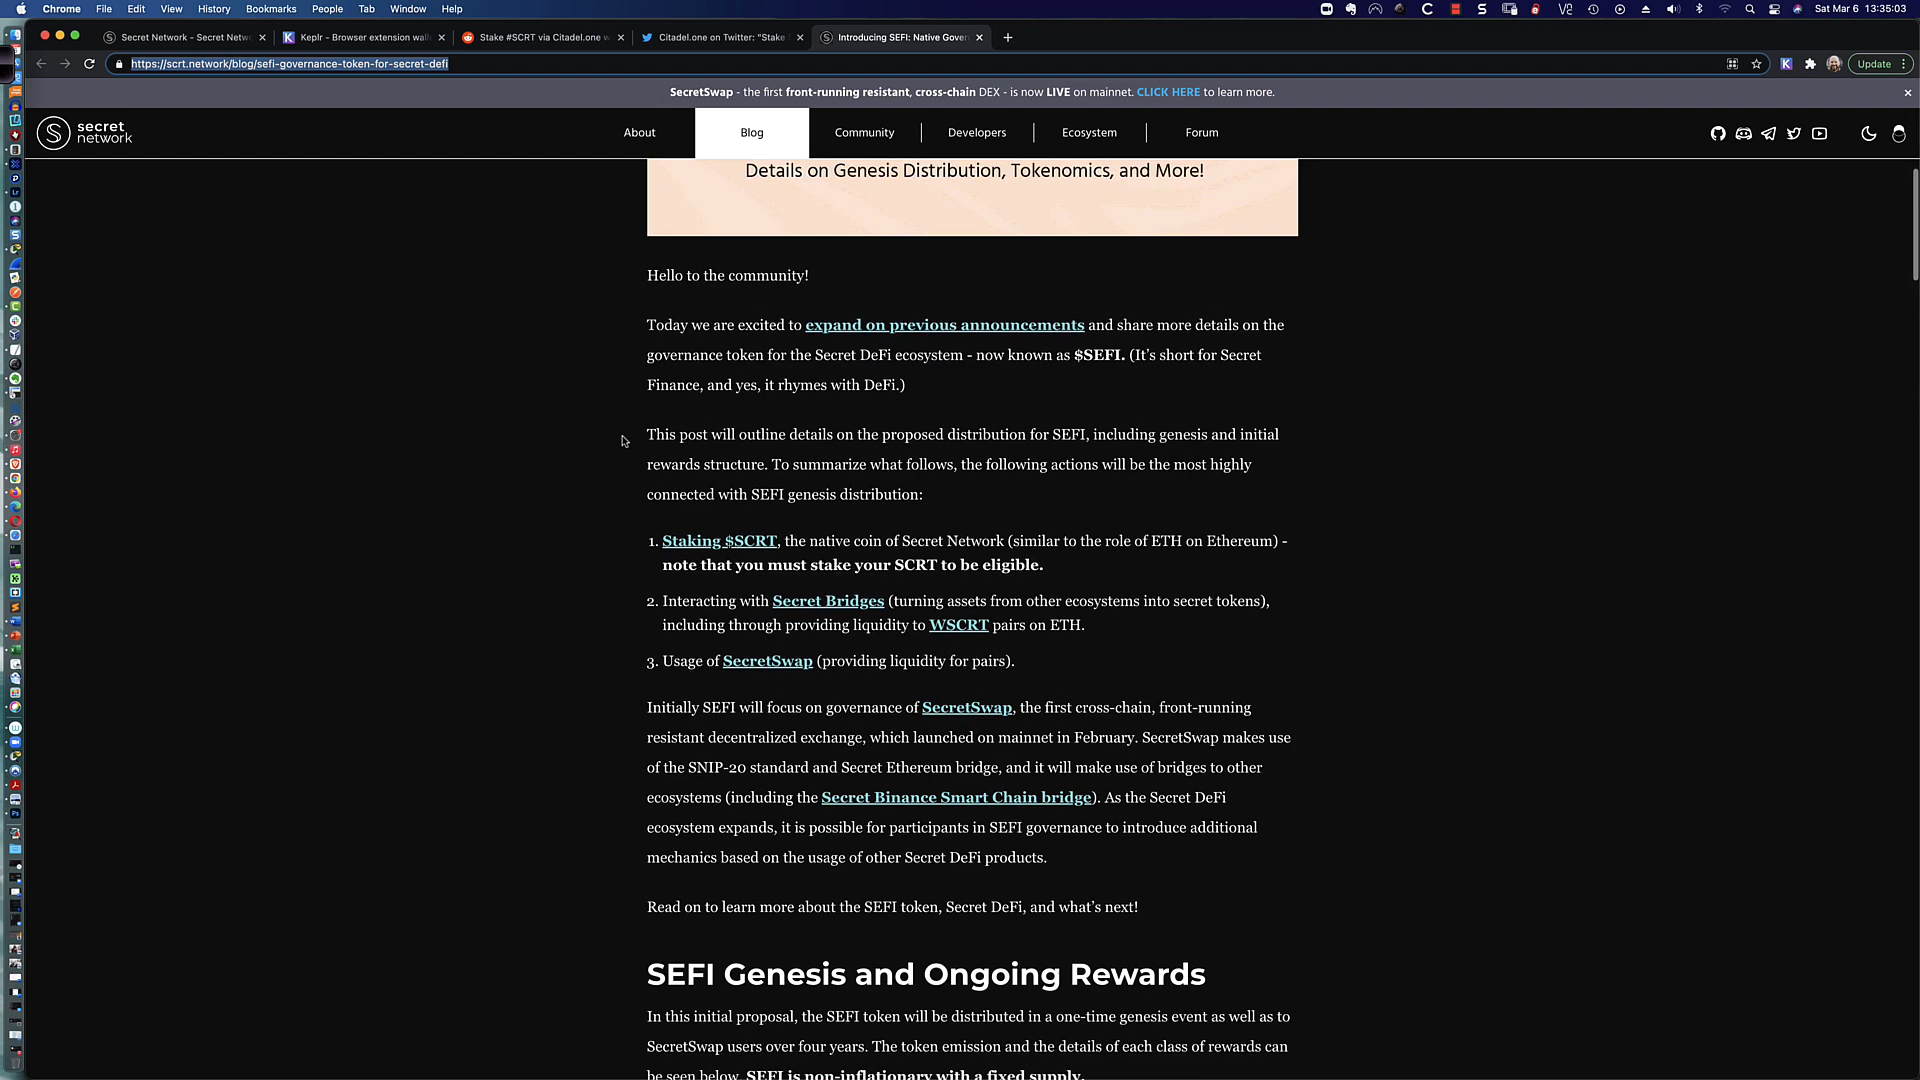 Chrome File Edit View History Bookmarks People Tab Window Help
Sat Mar 6 13:35:03
Secret Network - Secret Netw
Keplr - Browser extension wall
Stake #SCRT via Citadel.one w
Citadel.one on Twitter: "Stake
Introducing SEFI: Native Gover
https://scrt.network/blog/sefi-governance-token-for-secret-defi
Update
SecretSwap - the first front-running resistant, cross-chain DEX - is now LIVE on mainnet. CLICK HERE to learn more.
secret
network
About Blog Community Developers Ecosystem Forum
Details on Genesis Distribution, Tokenomics, and More!
Hello to the community!
Today we are excited to expand on previous announcements and share more details on the
governance token for the Secret DeFi ecosystem - now known as $SEFI. (It's short for Secret
Finance, and yes, it rhymes with DeFi.)
This post will outline details on the proposed distribution for SEFI, including genesis and initial
rewards structure. To summarize what follows, the following actions will be the most highly
connected with SEFI genesis distribution:
1. Staking $SCRT, the native coin of Secret Network (similar to the role of ETH on Ethereum) -
note that you must stake your SCRT to be eligible.
2. Interacting with Secret Bridges (turning assets from other ecosystems into secret tokens),
including through providing liquidity to WSCRT pairs on ETH.
3. Usage of SecretSwap (providing liquidity for pairs).
Initially SEFI will focus on governance of SecretSwap, the first cross-chain, front-running
resistant decentralized exchange, which launched on mainnet in February. SecretSwap makes use
of the SNIP-20 standard and Secret Ethereum bridge, and it will make use of bridges to other
ecosystems (including the Secret Binance Smart Chain bridge). As the Secret DeFi
ecosystem expands, it is possible for participants in SEFI governance to introduce additional
mechanics based on the usage of other Secret DeFi products.
Read on to learn more about the SEFI token, Secret DeFi, and what's next!
SEFI Genesis and Ongoing Rewards
In this initial proposal, the SEFI token will be distributed in a one-time genesis event as well as to
SecretSwap users over four years. The token emission and the details of each class of rewards can
be seen below. SEFI is non-inflationary with a fixed supply.